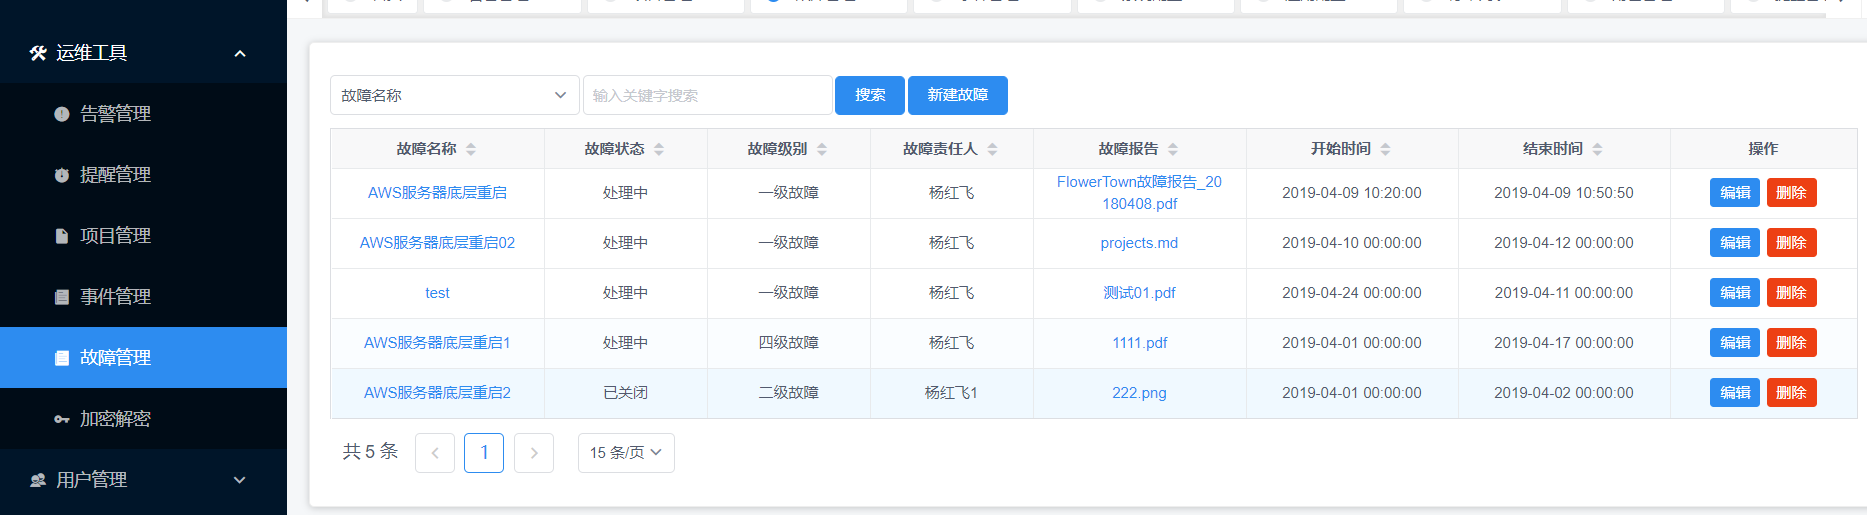 运维工具
告警管理
提醒管理
项目管理
事件管理
故障管理
加密解密
用户管理
故障名称 输入关键字搜索 搜索 新建故障
故障名称 故障状态 故障级别 故障责任人 故障报告 开始时间 结束时间 操作
AWS服务器底层重启 处理中 一级故障 杨红飞 FlowerTown故障报告_20 2019-04-09 10:20:00 2019-04-09 10:50:50 编辑 删除
180408.pdf
AWS服务器底层重启02 处理中 一级故障 杨红飞 projects.md 2019-04-10 00:00:00 2019-04-12 00:00:00 编辑 删除
test 处理中 一级故障 杨红飞 测试01.pdf 2019-04-24 00:00:00 2019-04-11 00:00:00 编辑 删除
AWS服务器底层重启1 处理中 四级故障 杨红飞 1111.pdf 2019-04-01 00:00:00 2019-04-17 00:00:00 编辑 删除
AWS服务器底层重启2 已关闭 二级故障 杨红飞1 222.png 2019-04-01 00:00:00 2019-04-02 00:00:00 编辑 删除
共 5 条 1 15 条/页